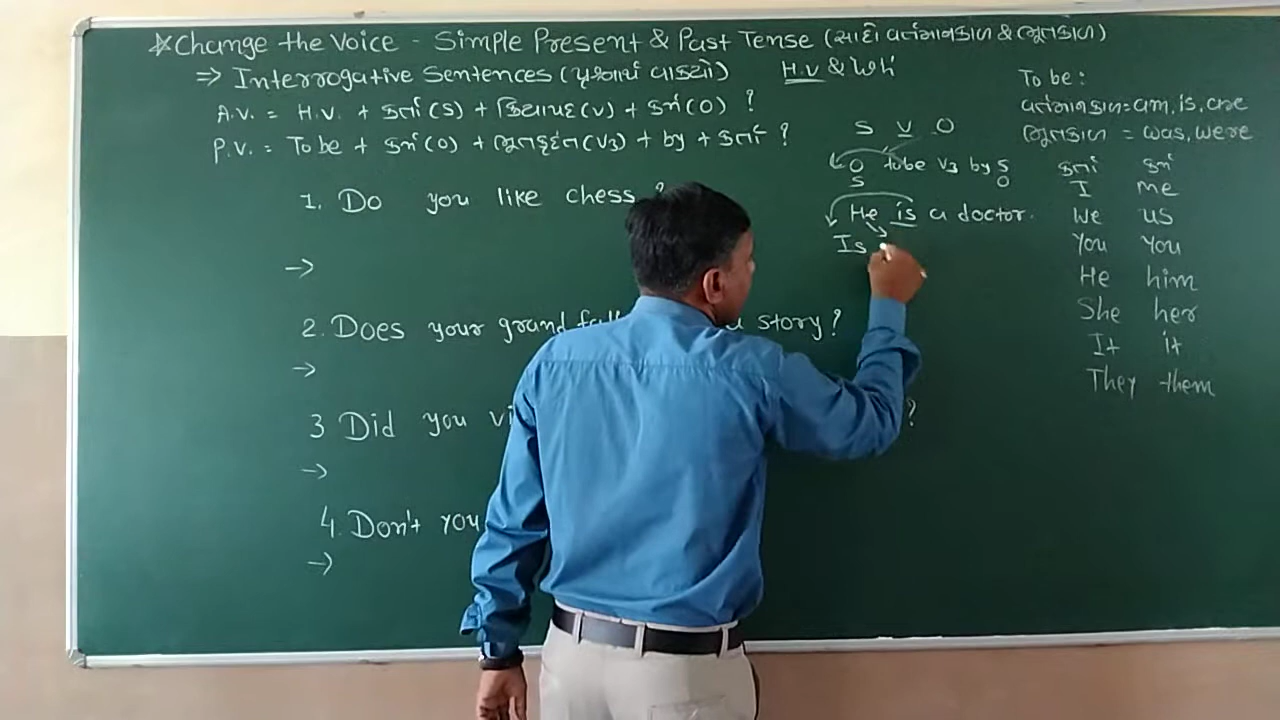 * Change the Voice - Simple Present & Past Tense (સાદો વર્તમાનકાળ & ભૂતકાળ)
⇒ Interrogative Sentences (પ્રશ્નાર્થ વાક્યો) H.V & Wh
A.V. = H.V. + કર્તા (S) + ક્રિયાપદ (V) + કર્મ (O) ?
P.V. = To be + કર્મ (O) + ભૂતકૃદંત (V3) + by + કર્તા ?
1. Do you like chess ?
→
2. Does your grand story ?
→
3 Did you ?
→
4. Don't you
→
S V O
O to be V3 by S
S O
He is a doctor.
Is
To be :
વર્તમાનકાળ = am, is, are
ભૂતકાળ = was, were
કર્તા કર્મ
I me
We us
You You
He him
She her
It it
They them